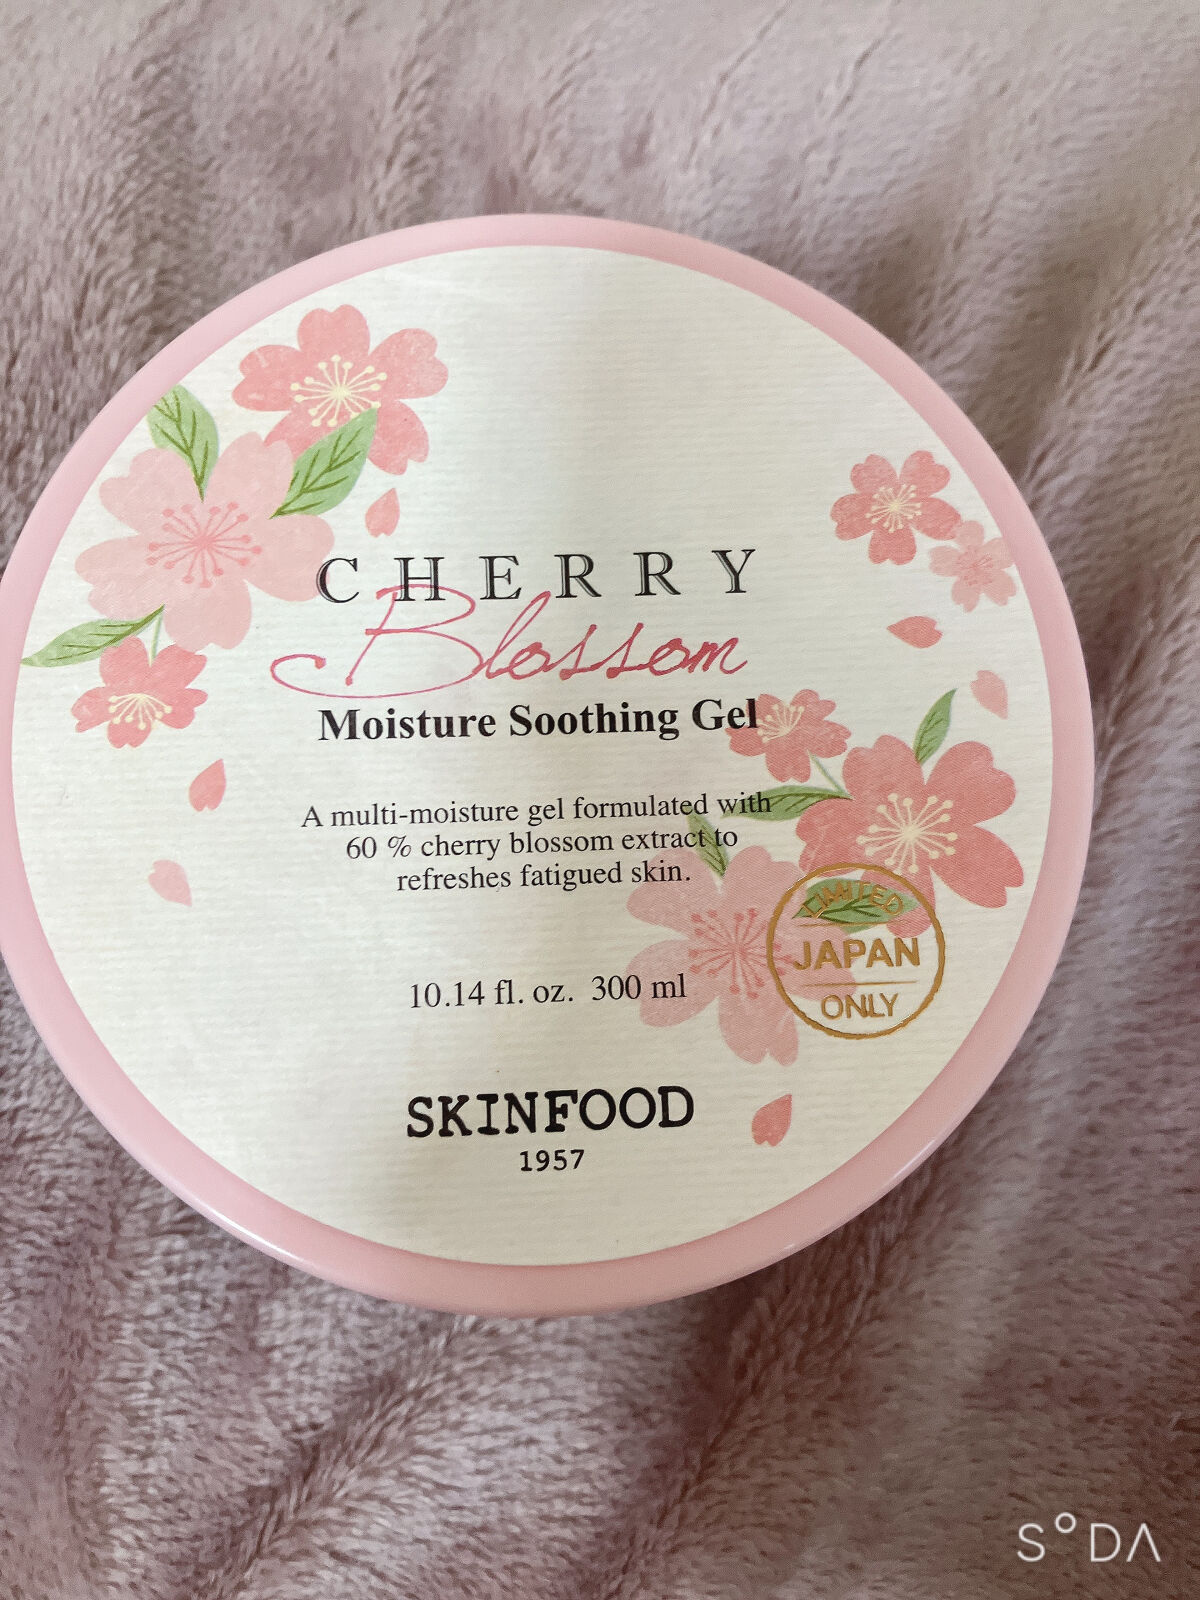 CHERRY
Blossom
Moisture Soothing Gel
A multi-moisture gel formulated with
60 % cherry blossom extract to
refreshes fatigued skin.
LIMITED
JAPAN
ONLY
10.14 fl. oz. 300 ml
SKINFOOD
1957
SODA